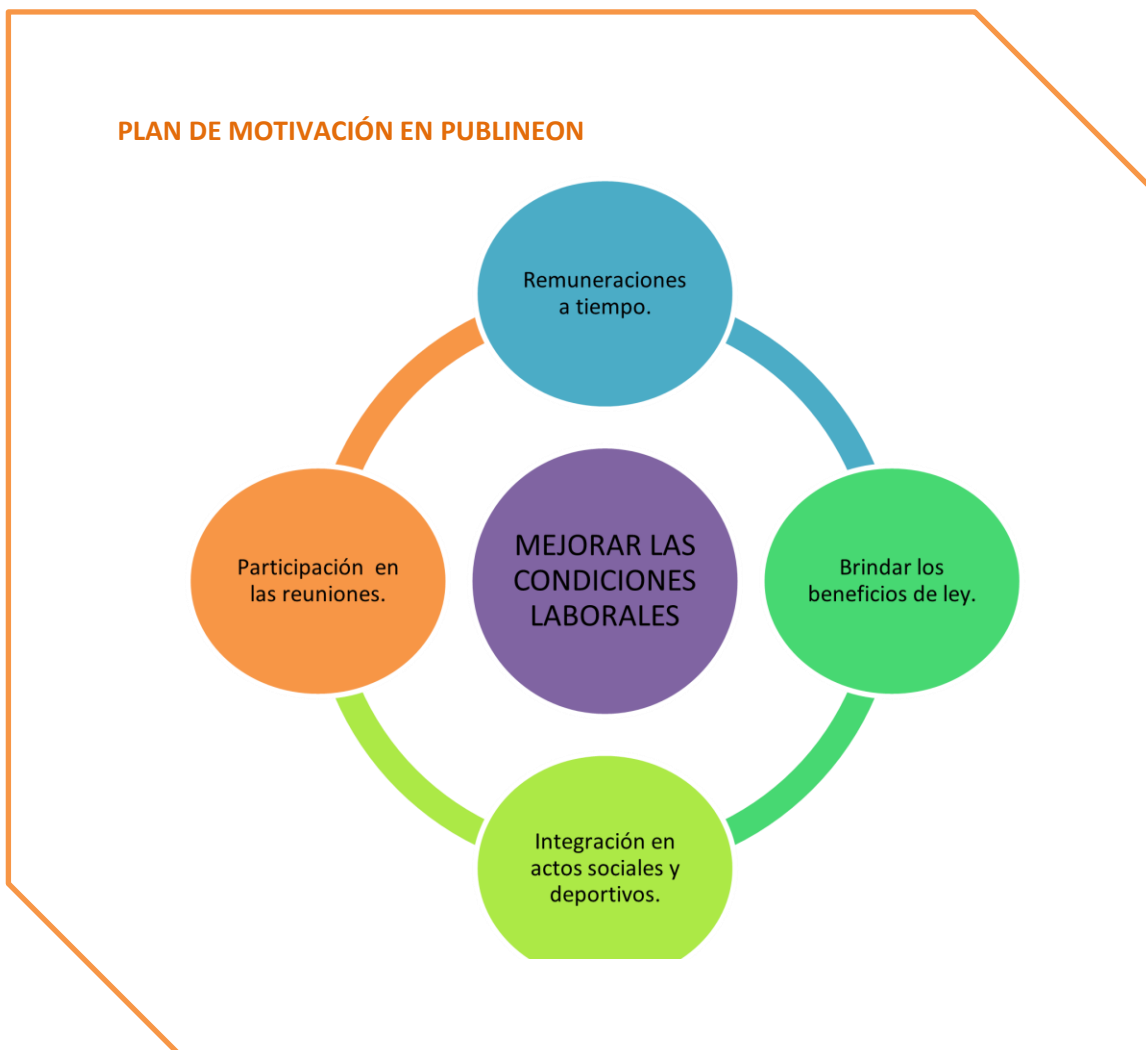 PLAN DE MOTIVACIÓN EN PUBLINEON
Remuneraciones
a tiempo.
Participación  en
las reuniones.
MEJORAR LAS
CONDICIONES
LABORALES
Brindar los
beneficios de ley.
Integración en
actos sociales y
deportivos.